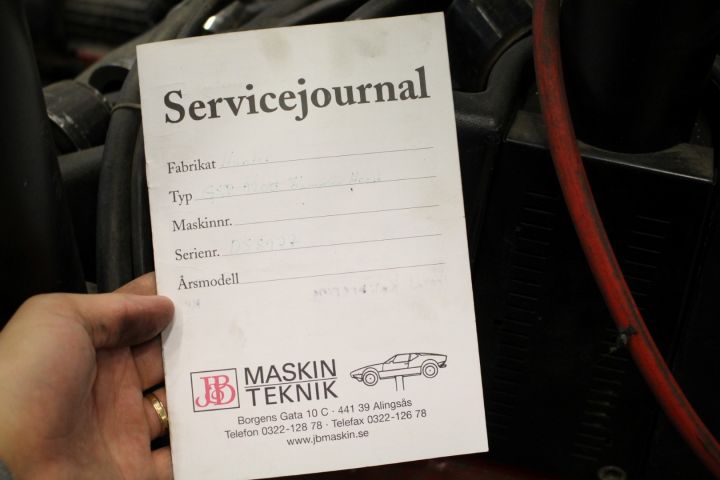 Servicejournal
Fabrikat
Typ
Maskinnr.
Serienr.
Årsmodell
JB MASKIN
TEKNIK
Borgens Gata 10 C · 441 39 Alingsås
Telefon 0322-128 78 · Telefax 0322-126 78
www.jbmaskin.se